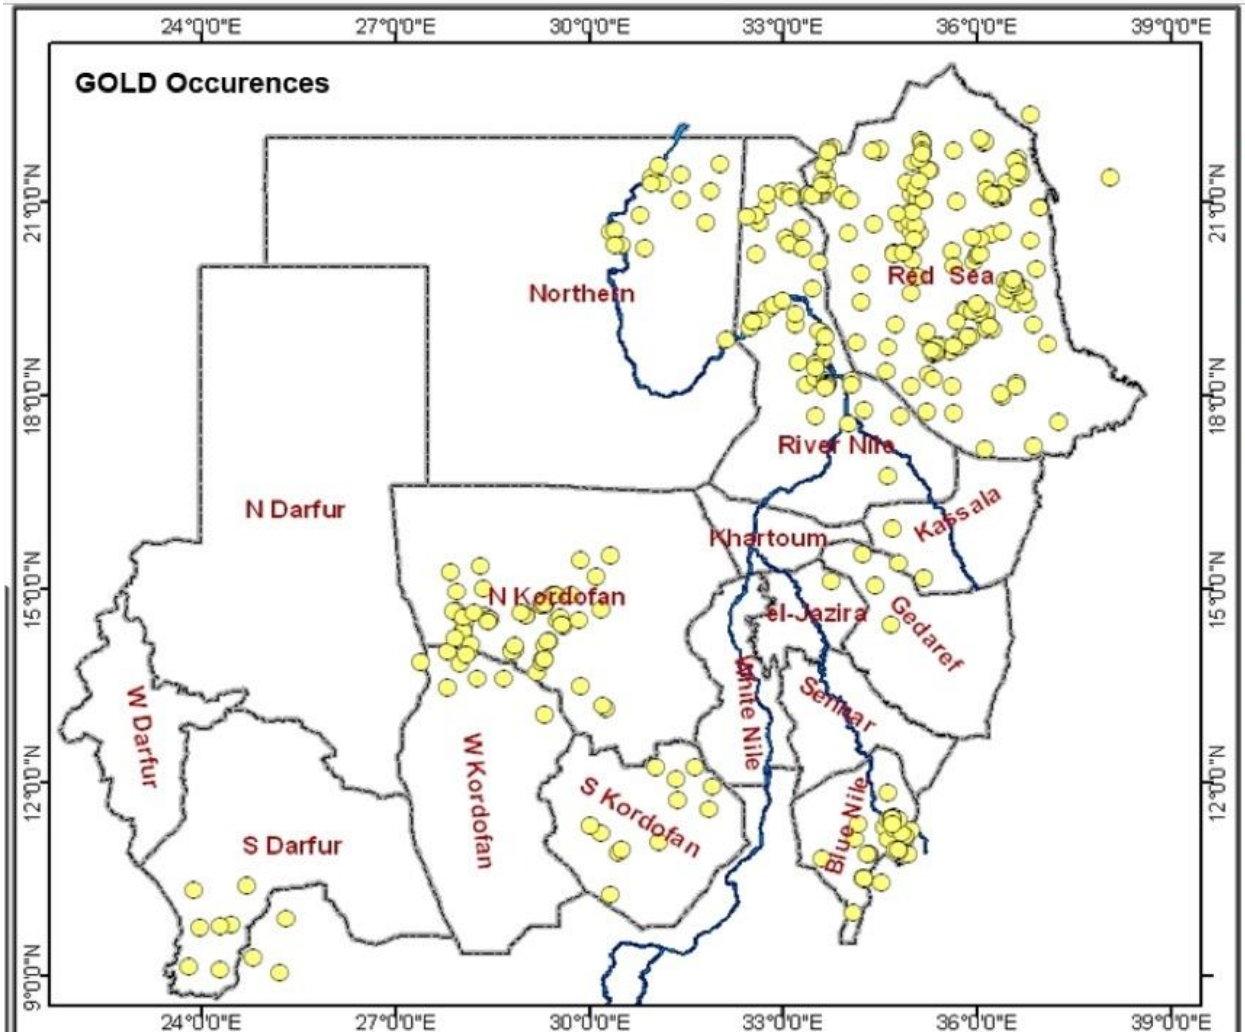 24°0'0"E 27°0'0"E 30°0'0"E 33°0'0"E 36°0'0"E 39°0'0"E
GOLD Occurences
21°0'0"N 21°0'0"N
Red Sea
Northern
18°0'0"N 18°0'0"N
River Nile
N Darfur
Kassala
Khartoum
15°0'0"N 15°0'0"N
N Kordofan
el-Jazira
Gedaref
W Darfur
White Nile
Sennar
12°0'0"N 12°0'0"N
W Kordofan
S Kordofan
Blue Nile
S Darfur
9°0'0"N
24°0'0"E 27°0'0"E 30°0'0"E 33°0'0"E 36°0'0"E 39°0'0"E